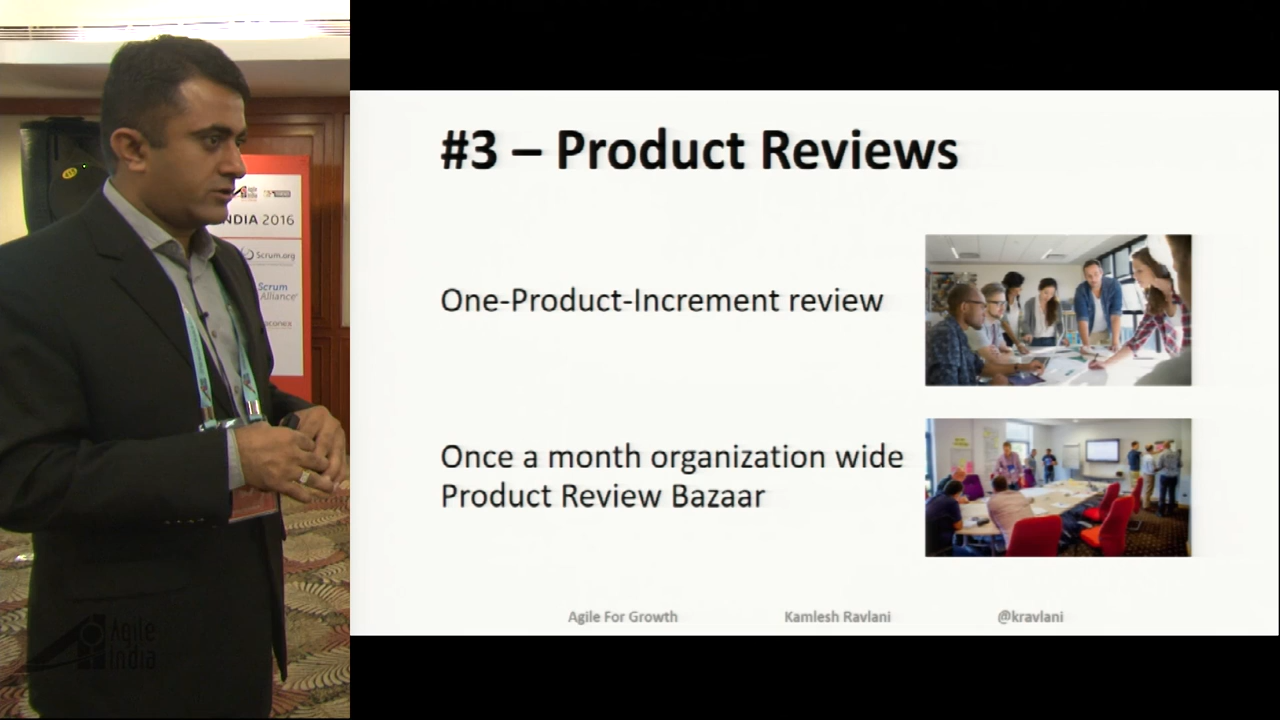 #3 – Product Reviews
One-Product-Increment review
Once a month organization wide
Product Review Bazaar
Agile For Growth
Kamlesh Ravlani
@kravlani
NDIA 2016
Scrum.org
Scrum
Alliance
Agile
India